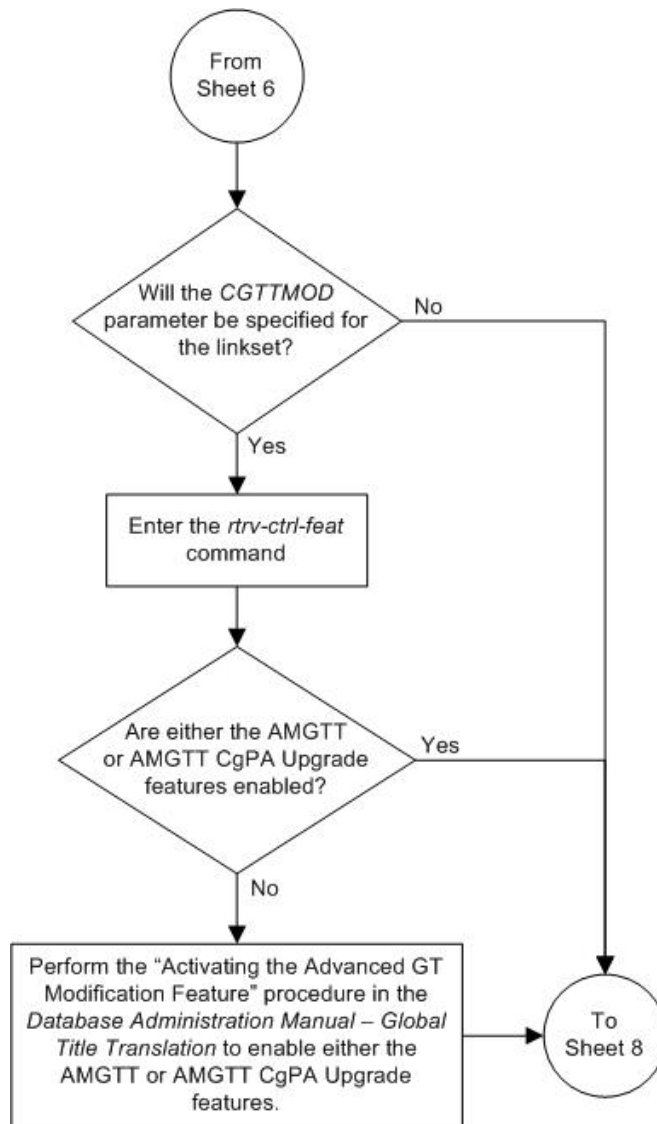 From
Sheet 6
Will the CGTTMOD
parameter be specified for
the linkset?
No
Yes
Enter the rtrv-ctrl-feat
command
Are either the AMGTT
or AMGTT CgPA Upgrade
features enabled?
Yes
No
Perform the “Activating the Advanced GT
Modification Feature” procedure in the
Database Administration Manual – Global
Title Translation to enable either the
AMGTT or AMGTT CgPA Upgrade
features.
To
Sheet 8